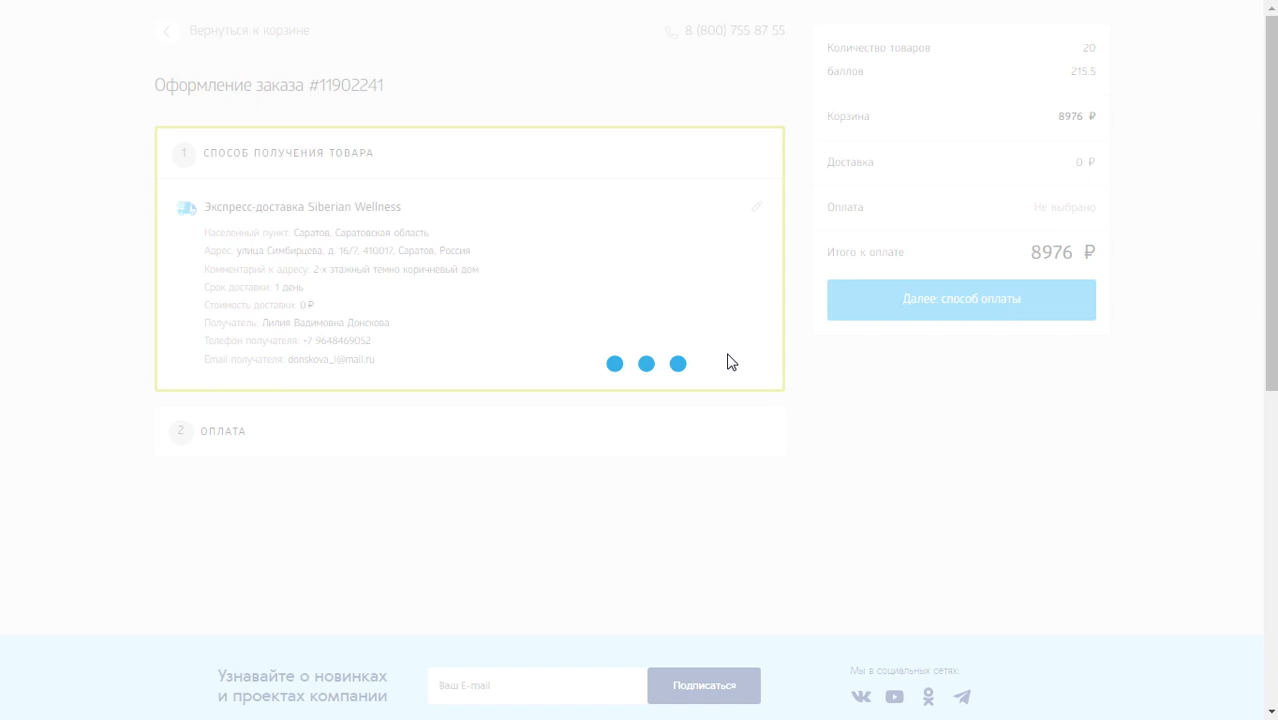 Вернуться к корзине
8 (800) 755 87 55
Оформление заказа #11902241
1 СПОСОБ ПОЛУЧЕНИЯ ТОВАРА
Экспресс-доставка Siberian Wellness
Населенный пункт: Саратов, Саратовская область
Адрес: улица Симбирцева, д. 16/7, 410017, Саратов, Россия
Комментарий к адресу: 2-х этажный темно коричневый дом
Срок доставки: 1 день
Стоимость доставки: 0 ₽
Получатель: Лилия Вадимовна Донскова
Телефон получателя: +7 9648469052
Email получателя: donskova_l@mail.ru
2 ОПЛАТА
Количество товаров 20
баллов 215.5
Корзина 8976 ₽
Доставка 0 ₽
Оплата Не выбрано
Итого к оплате 8976 ₽
Далее: способ оплаты
Узнавайте о новинках
и проектах компании
Ваш E-mail
Подписаться
Мы в социальных сетях: